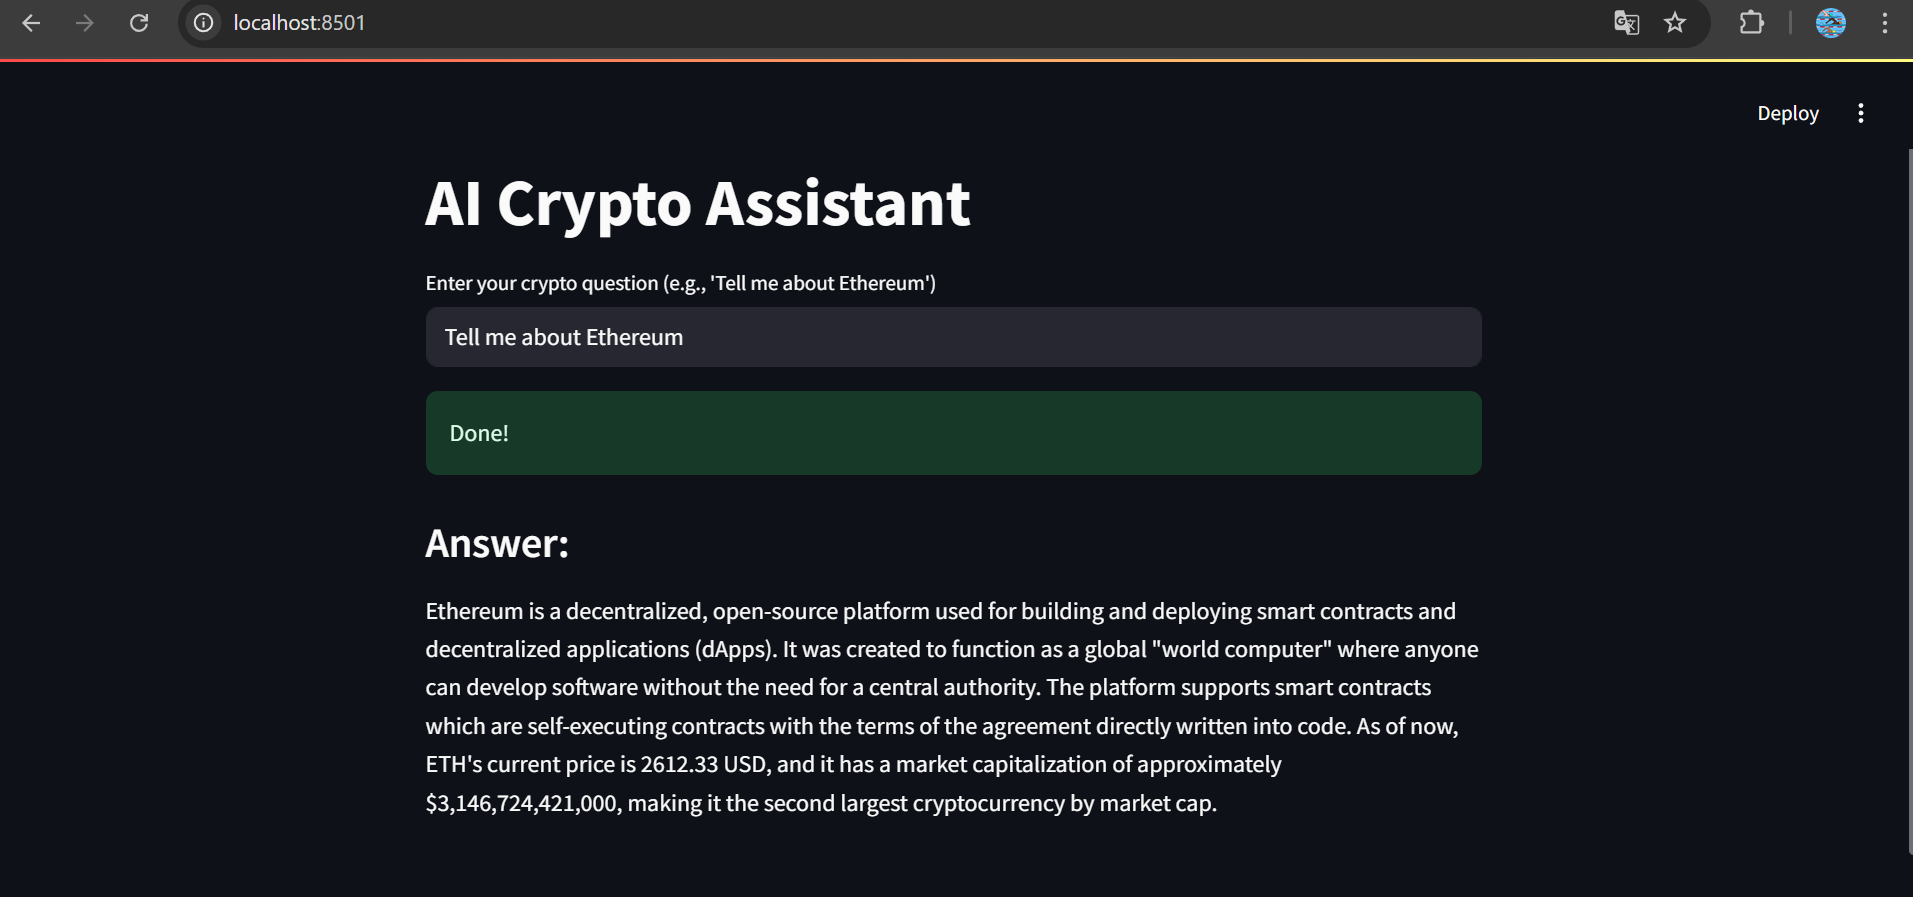 localhost:8501
Deploy
AI Crypto Assistant
Enter your crypto question (e.g., 'Tell me about Ethereum')
Tell me about Ethereum
Done!
Answer:
Ethereum is a decentralized, open-source platform used for building and deploying smart contracts and
decentralized applications (dApps). It was created to function as a global "world computer" where anyone
can develop software without the need for a central authority. The platform supports smart contracts
which are self-executing contracts with the terms of the agreement directly written into code. As of now,
ETH's current price is 2612.33 USD, and it has a market capitalization of approximately
$3,146,724,421,000, making it the second largest cryptocurrency by market cap.